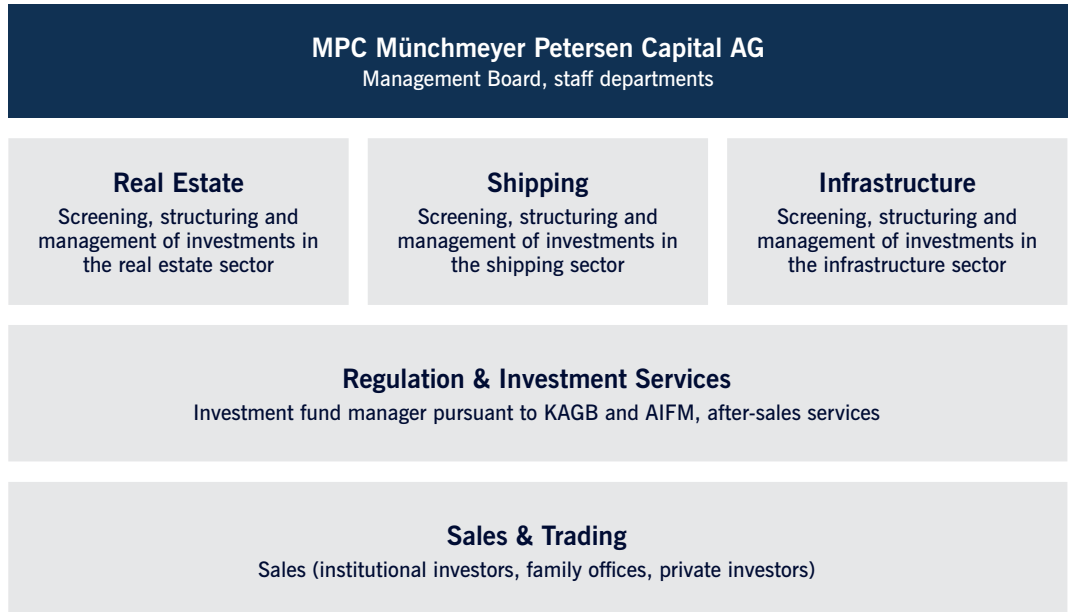 MPC Münchmeyer Petersen Capital AG
Management Board, staff departments
Real Estate
Screening, structuring and
management of investments in
the real estate sector
Shipping
Screening, structuring and
management of investments in
the shipping sector
Infrastructure
Screening, structuring and
management of investments in
the infrastructure sector
Regulation & Investment Services
Investment fund manager pursuant to KAGB and AIFM, after-sales services
Sales & Trading
Sales (institutional investors, family offices, private investors)